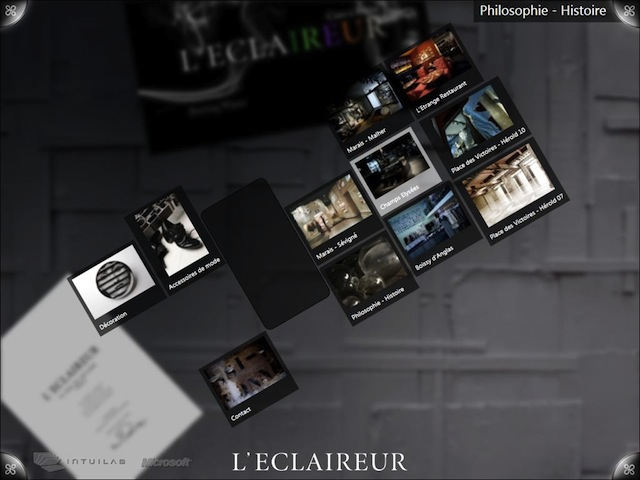 Philosophie - Histoire
L'ECLAIREUR
L'Etrange Restaurant
Marais - Malher
Place des Victoires - Hérold 10
Champs Elysées
Place des Victoires - Hérold 07
Marais - Sévigné
Boissy d'Anglas
Accessoires de mode
Philosophie - Histoire
Décoration
L'ECLAIREUR
Contact
INTUILAB
Microsoft
L'ECLAIREUR